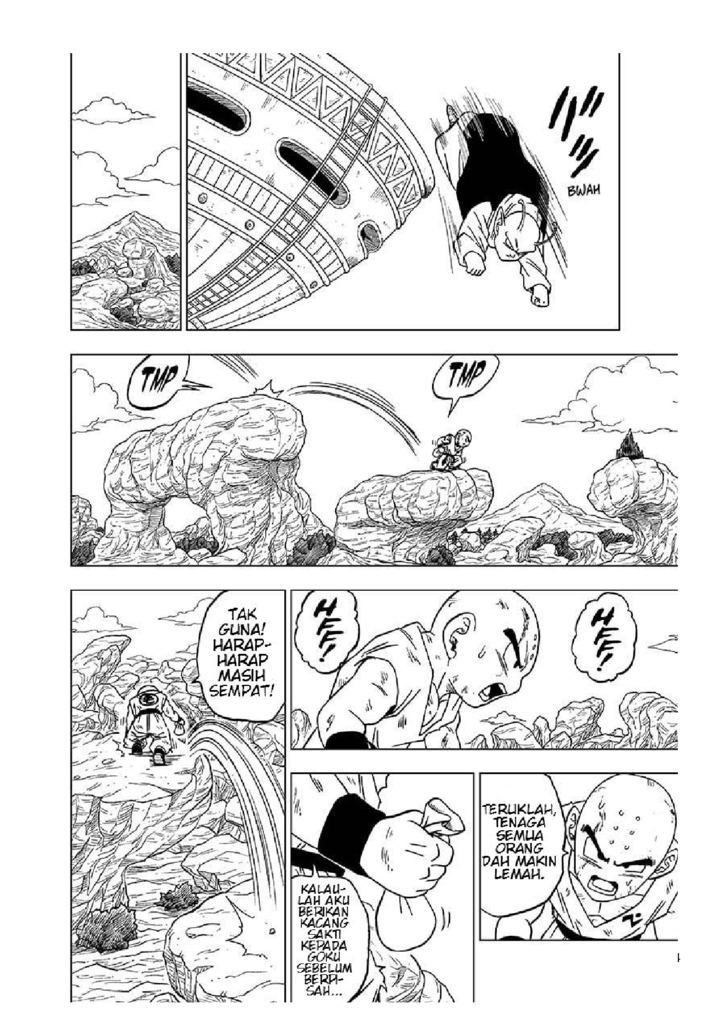 BWAH
TMP
TMP
HFF!
HFF!
TERUKLAH,
TENAGA
SEMUA
ORANG
DAH MAKIN
LEMAH.
KALAU-
LAH AKU
BERIKAN
KACANG
SAKTI
KEPADA
GOKU
SEBELUM
BERPI-
SAH...
TAK
GUNA!
HARAP-
HARAP
MASIH
SEMPAT!